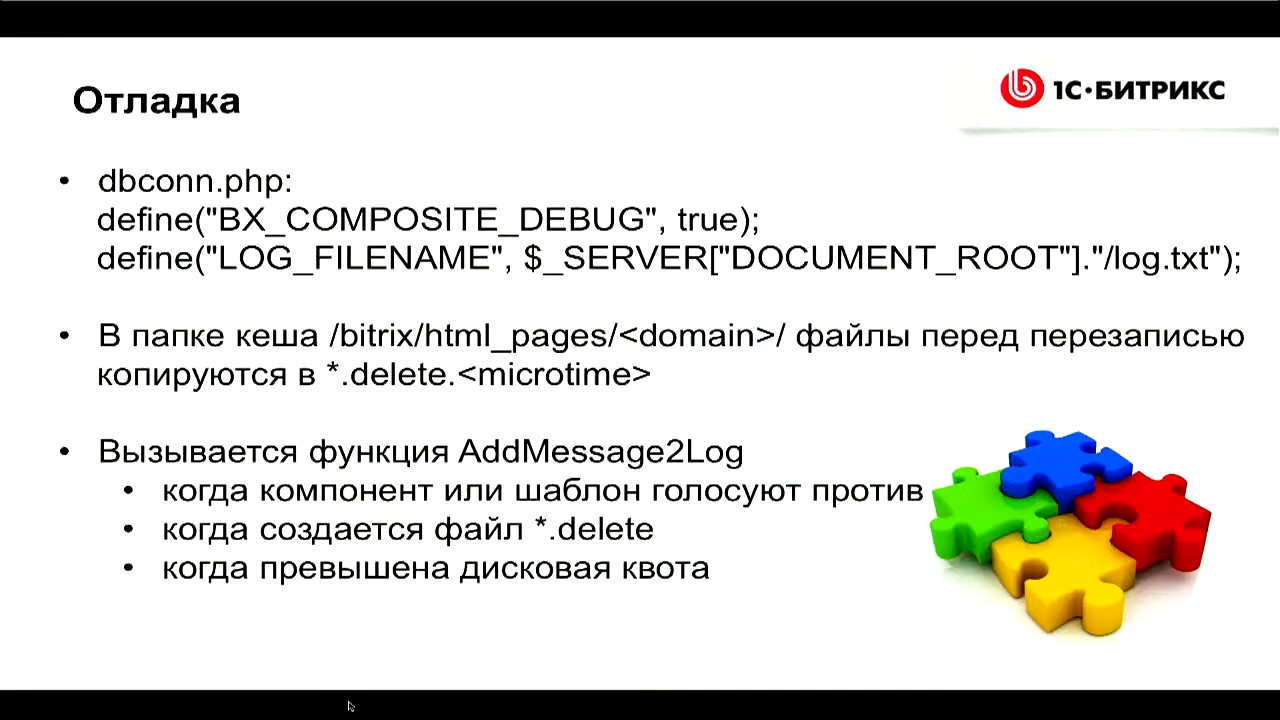 Отладка
1С·БИТРИКС
• dbconn.php:
define("BX_COMPOSITE_DEBUG", true);
define("LOG_FILENAME", $_SERVER["DOCUMENT_ROOT"]."/log.txt");
• В папке кеша /bitrix/html_pages/<domain>/ файлы перед перезаписью
копируются в *.delete.<microtime>
• Вызывается функция AddMessage2Log
• когда компонент или шаблон голосуют против
• когда создается файл *.delete
• когда превышена дисковая квота